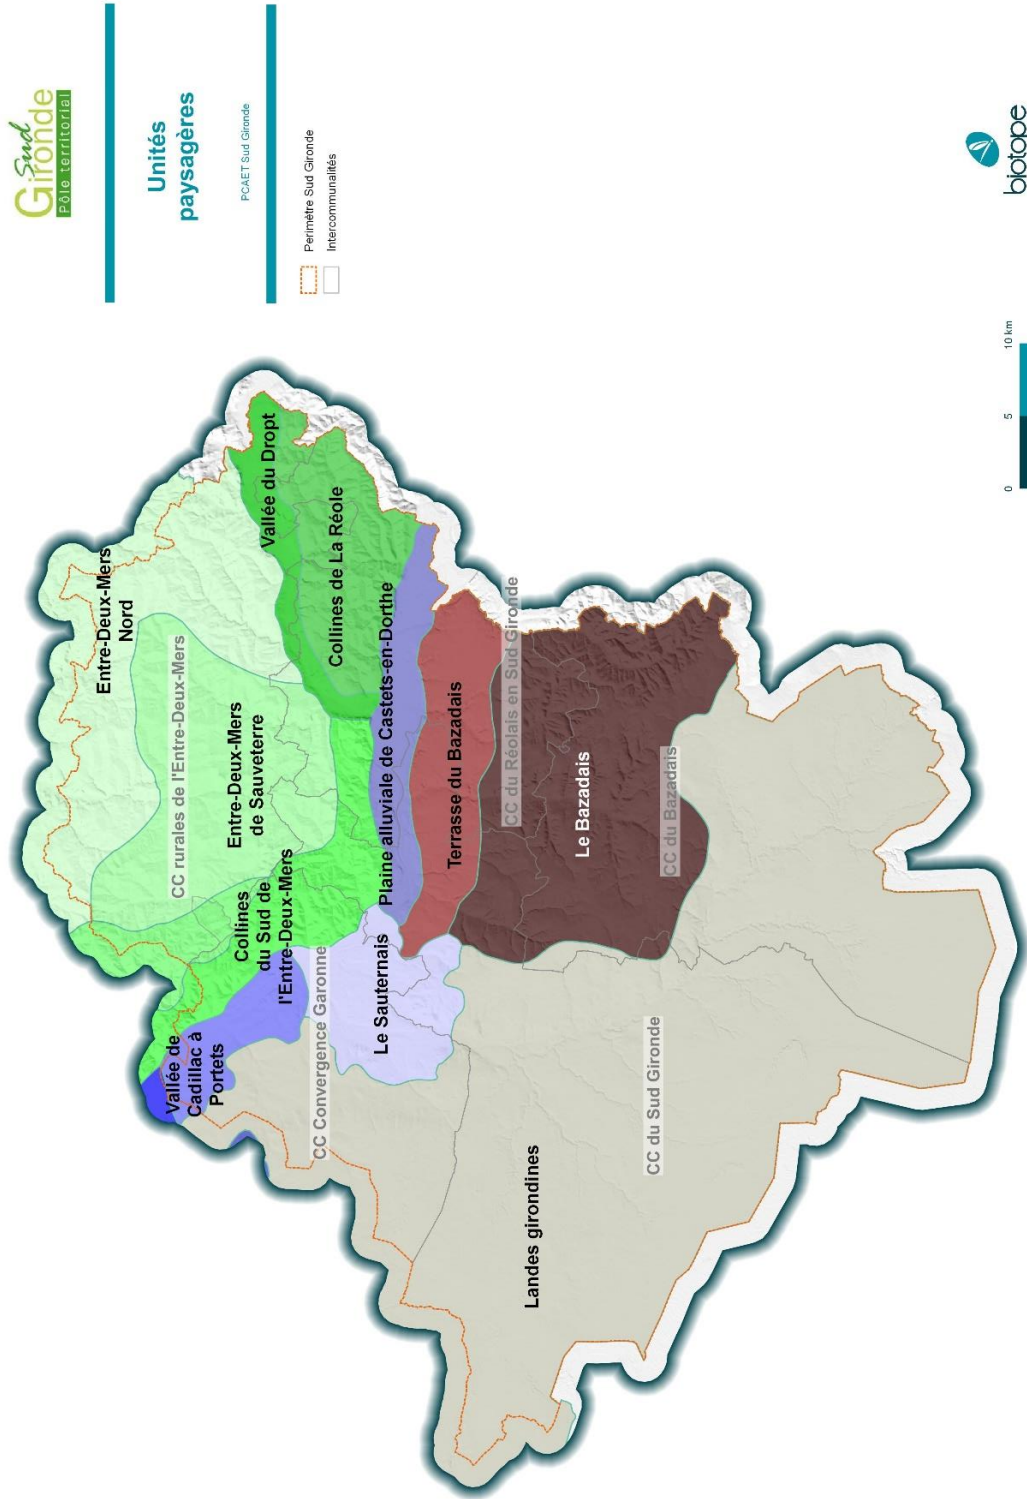 Sud
Gironde
Pôle territorial
Unités
paysagères
PCAET Sud Gironde
Perimètre Sud Gironde
Intercommunalités
Entre-Deux-Mers
Nord
CC rurales de l'Entre-Deux-Mers
Entre-Deux-Mers
de Sauveterre
Vallée du Dropt
Collines de La Réole
Collines
du Sud de
l'Entre-Deux-Mers
Vallée de
Cadillac à
Portets
CC Convergence Garonne
Le Sauternais
Plaine alluviale de Castets-en-Dorthe
Terrasse du Bazadais
CC du Réolais en Sud Gironde
Le Bazadais
CC du Bazadais
Landes girondines
CC du Sud Gironde
0 5 10 km
biotope